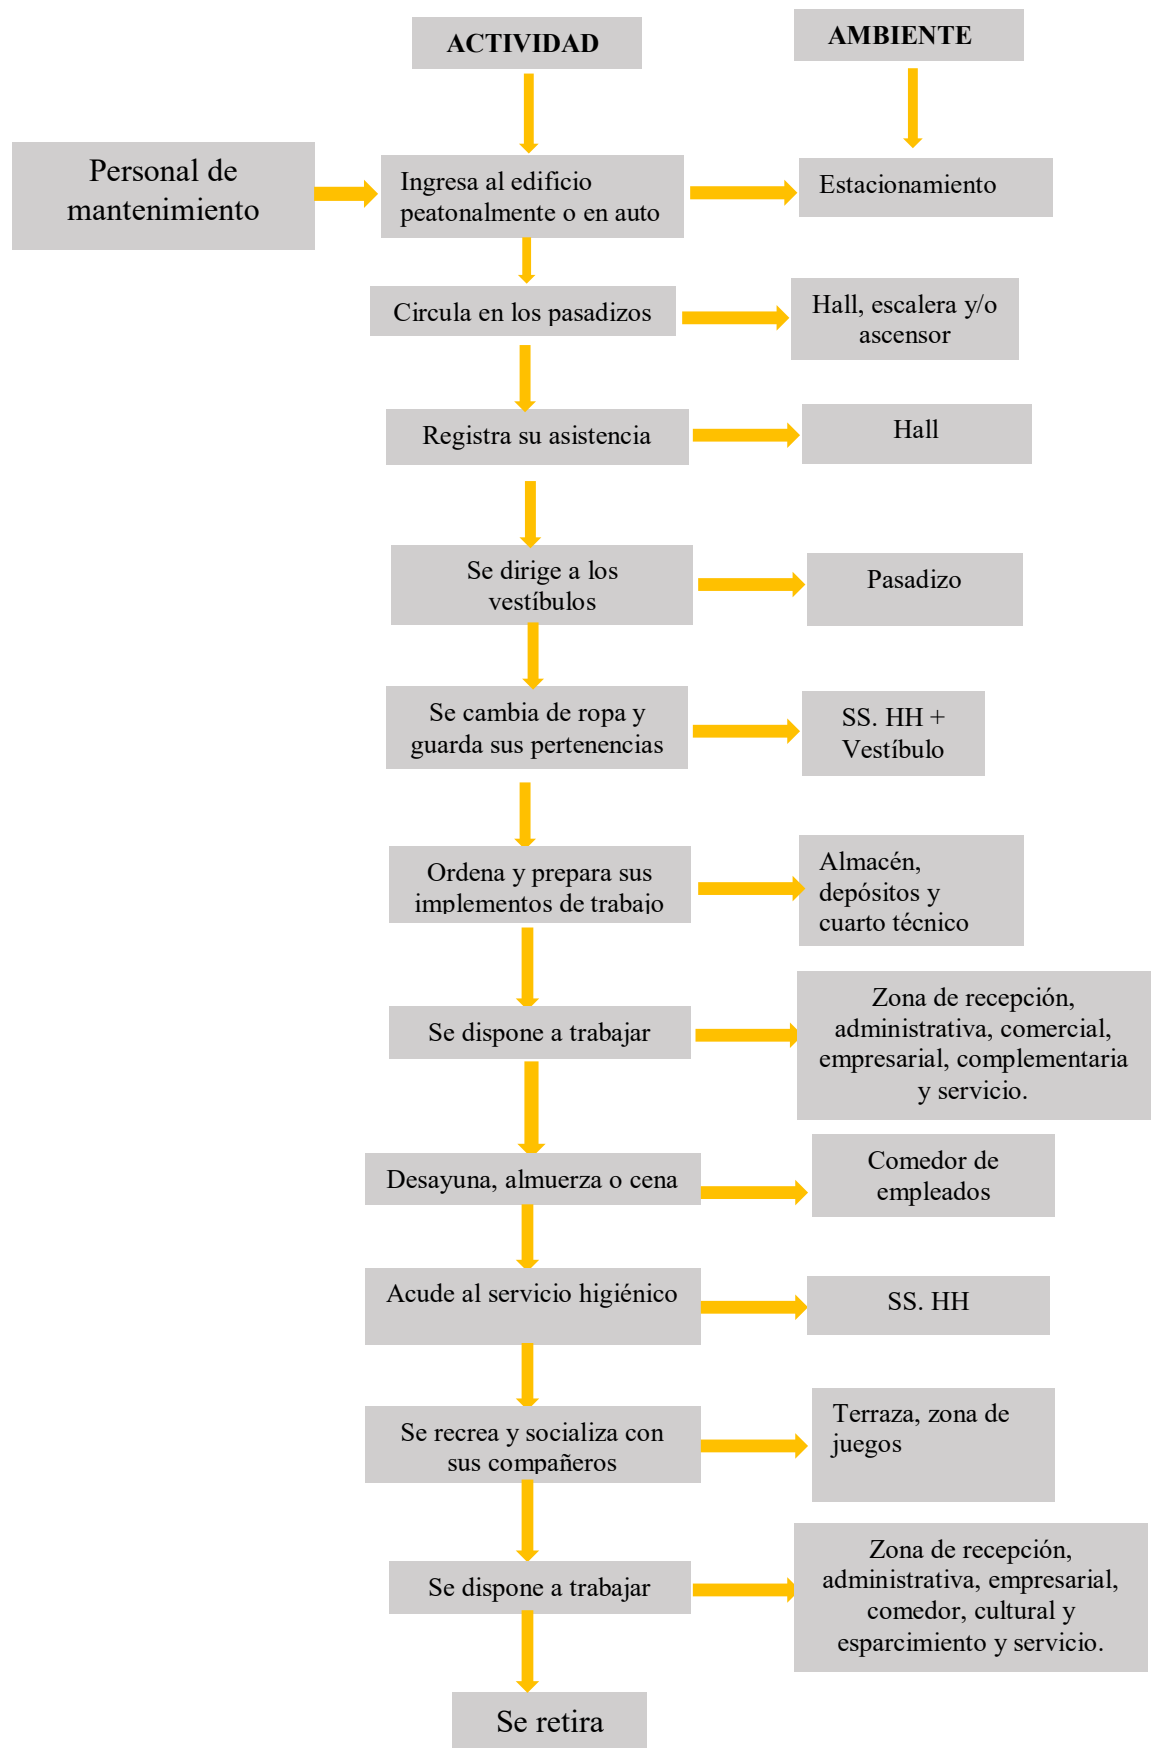 ACTIVIDAD
AMBIENTE
Personal de
mantenimiento
Ingresa al edificio
peatonalmente o en auto
Estacionamiento
Circula en los pasadizos
Hall, escalera y/o
ascensor
Registra su asistencia
Hall
Se dirige a los
vestíbulos
Pasadizo
Se cambia de ropa y
guarda sus pertenencias
SS. HH +
Vestíbulo
Ordena y prepara sus
implementos de trabajo
Almacén,
depósitos y
cuarto técnico
Se dispone a trabajar
Zona de recepción,
administrativa, comercial,
empresarial, complementaria
y servicio.
Desayuna, almuerza o cena
Comedor de
empleados
Acude al servicio higiénico
SS. HH
Se recrea y socializa con
sus compañeros
Terraza, zona de
juegos
Se dispone a trabajar
Zona de recepción,
administrativa, empresarial,
comedor, cultural y
esparcimiento y servicio.
Se retira